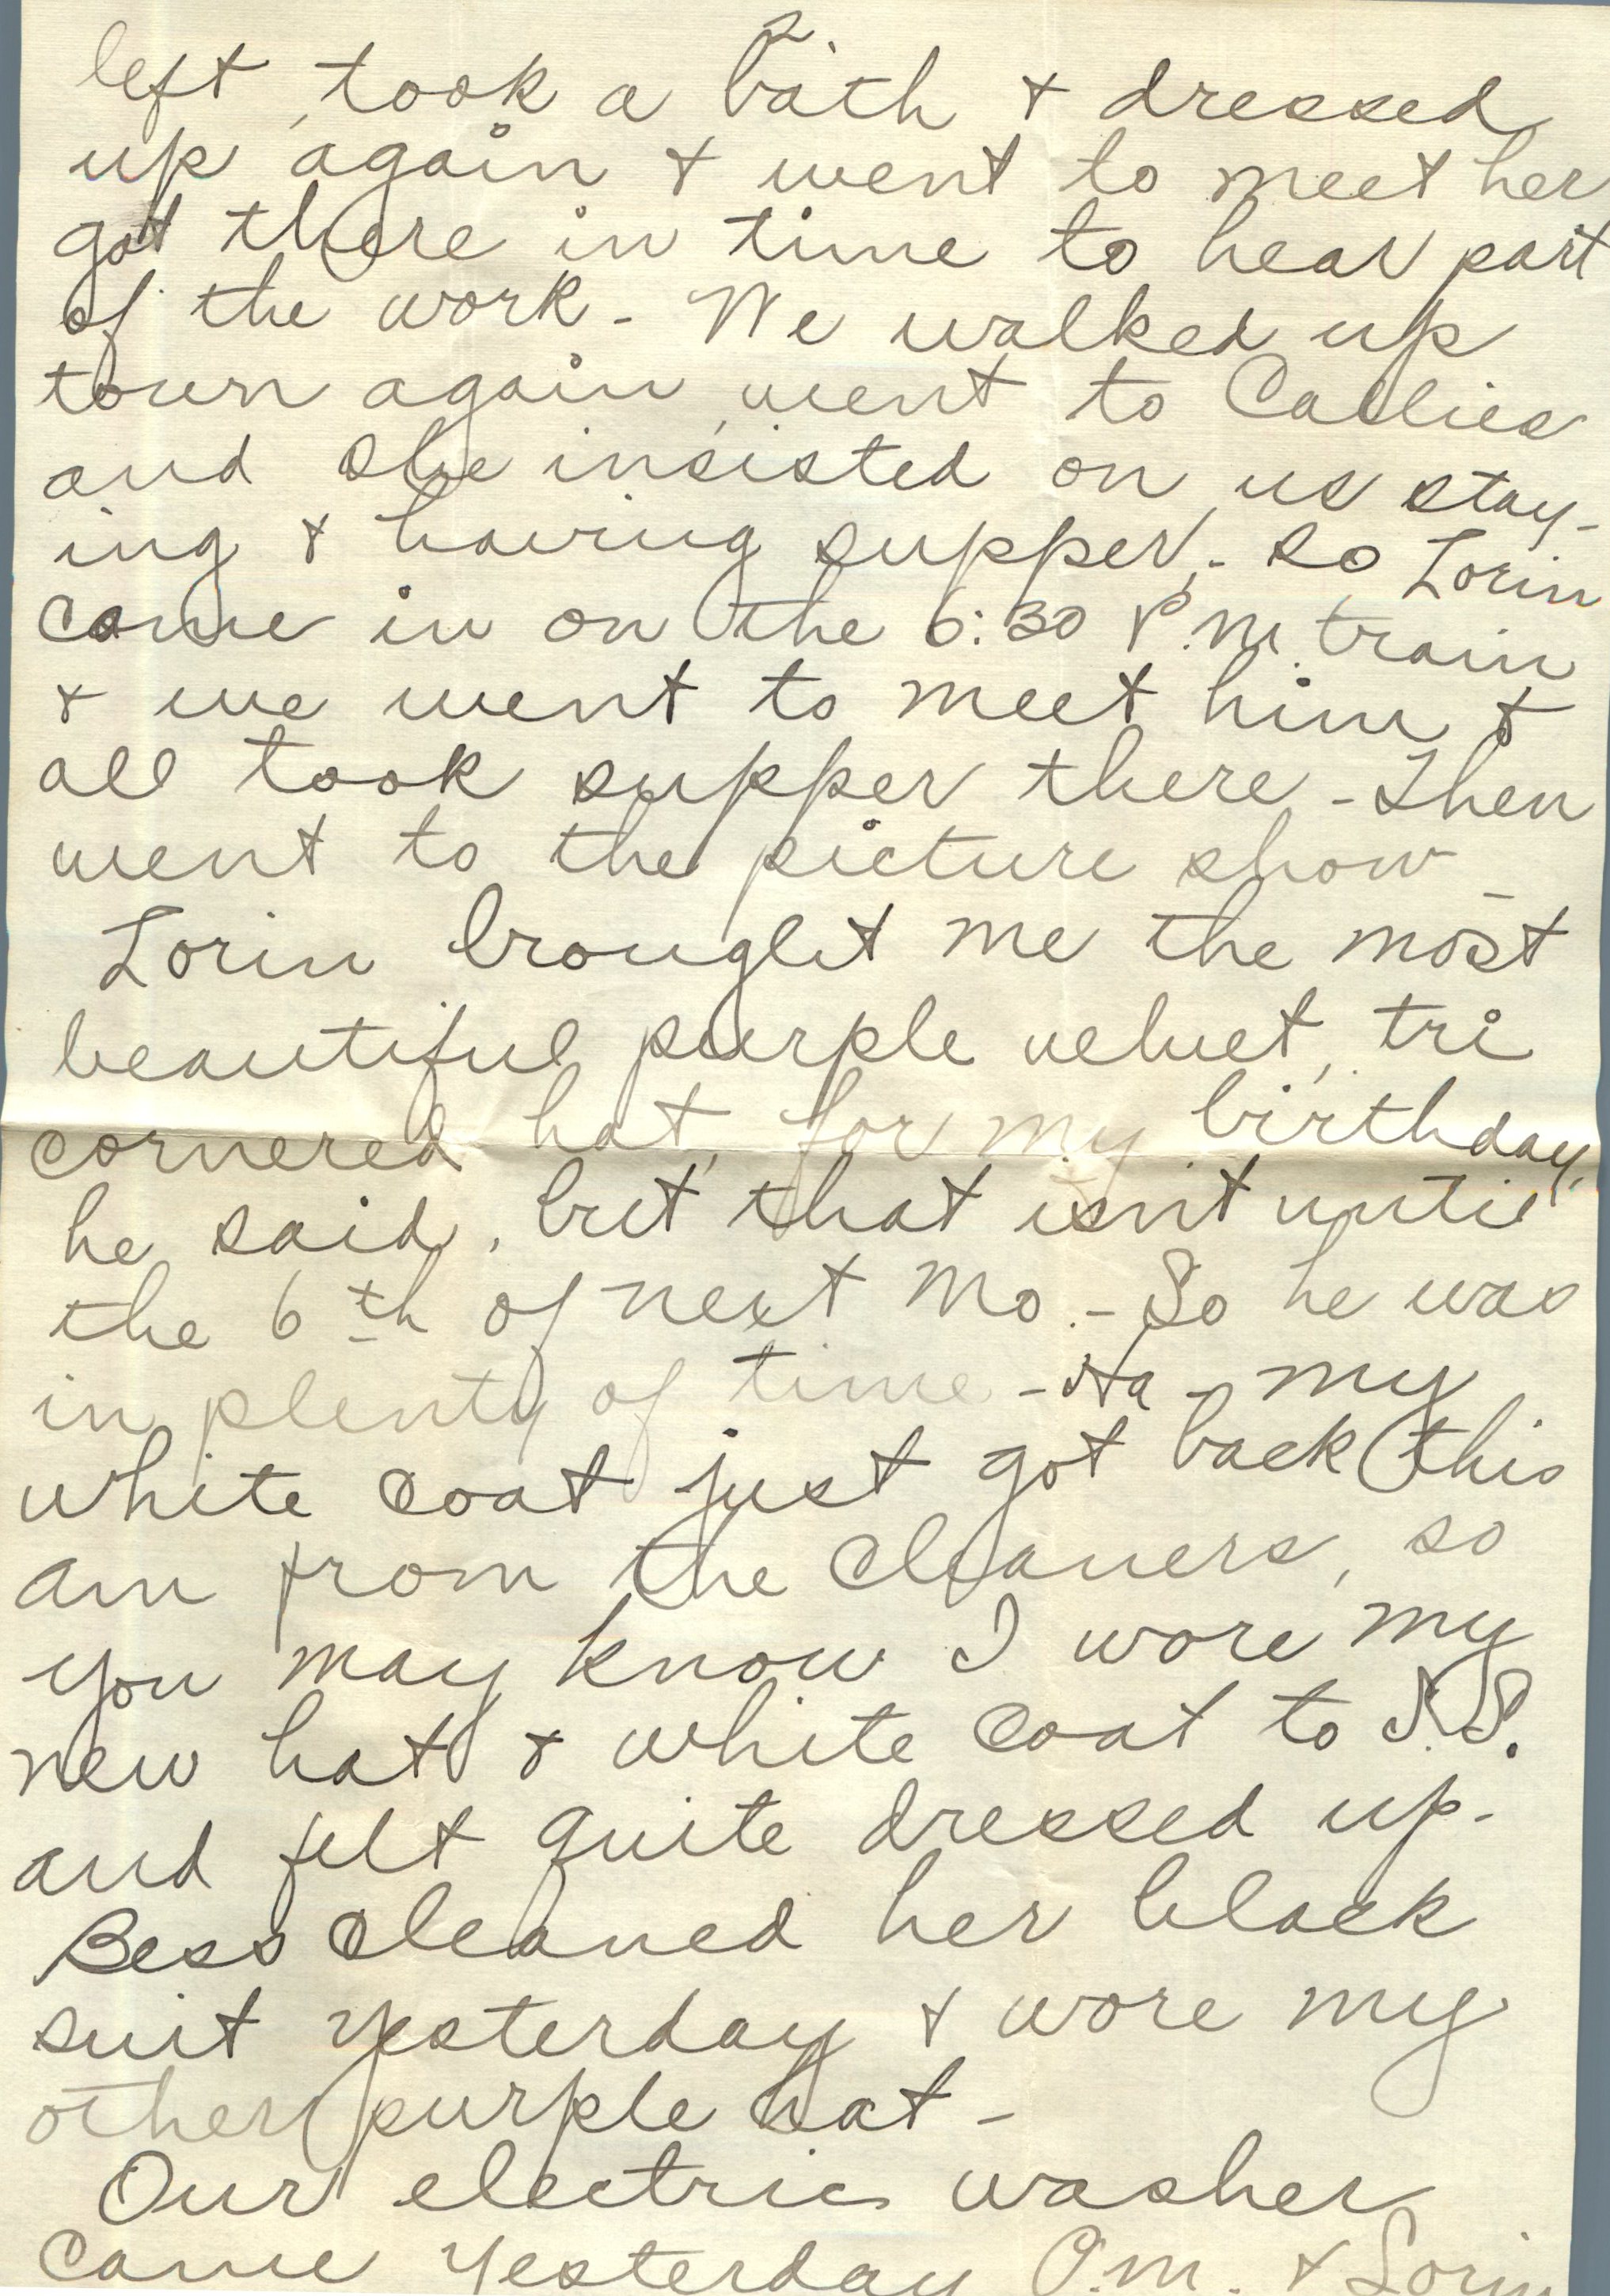 2.
left, took a bath + dressed
up again + went to meet her
got there in time to hear part
of the work - We walked up
town again, went to Callies
and she insisted on us stay-
ing + having supper, - so Lorin
come in on the 6:30 P.M. train
+ we went to meet him +
all took supper there - Then
went to the picture show -
Lorin brought me the most
beautiful purple velvet, tri
cornered hat, for my birthday,
he said, but that isnt until
the 6th of next Mo. - So he was
in plenty of time - Ha - my
white coat just got back this
am from the cleaners, so
you may know I wore my
new hat + white coat to S.S.
and felt quite dressed up -
Bess cleaned her black
suit yesterday + wore my
other purple hat -
Our electric washer
came yesterday P.M. + Lorin